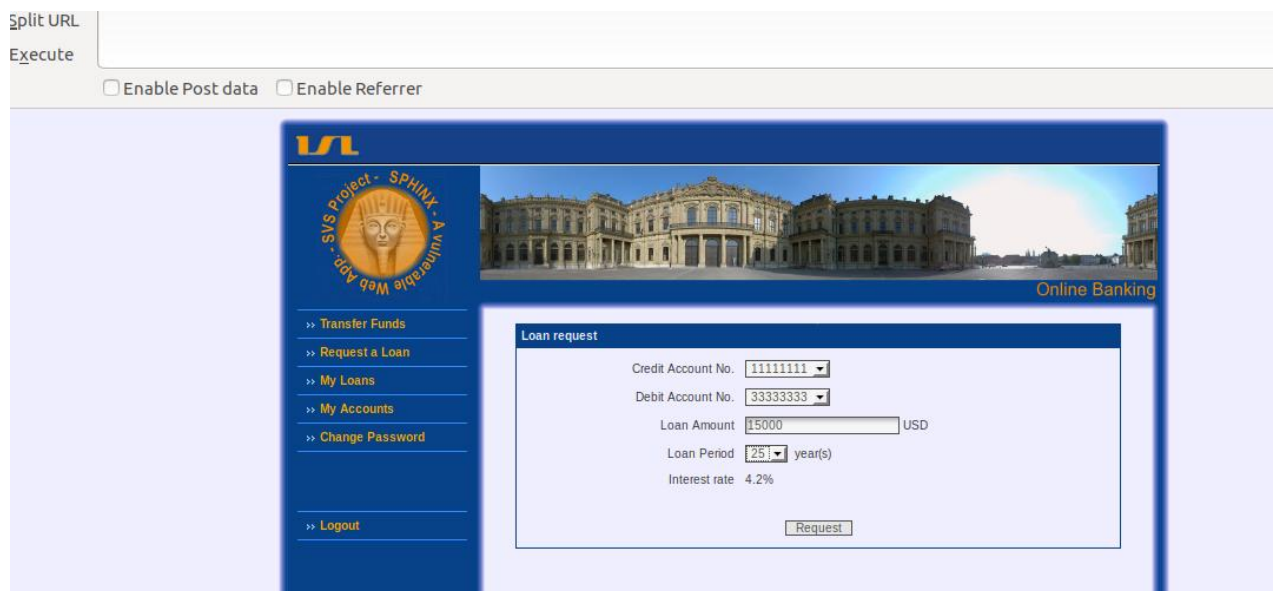 Split URL
Execute
Enable Post data Enable Referrer
SVS Project - SPHINX - A vulnerable Web App. -
Online Banking
›› Transfer Funds
›› Request a Loan
›› My Loans
›› My Accounts
›› Change Password
›› Logout
Loan request
Credit Account No. 11111111
Debit Account No. 33333333
Loan Amount 15000 USD
Loan Period 25 year(s)
Interest rate 4.2%
Request